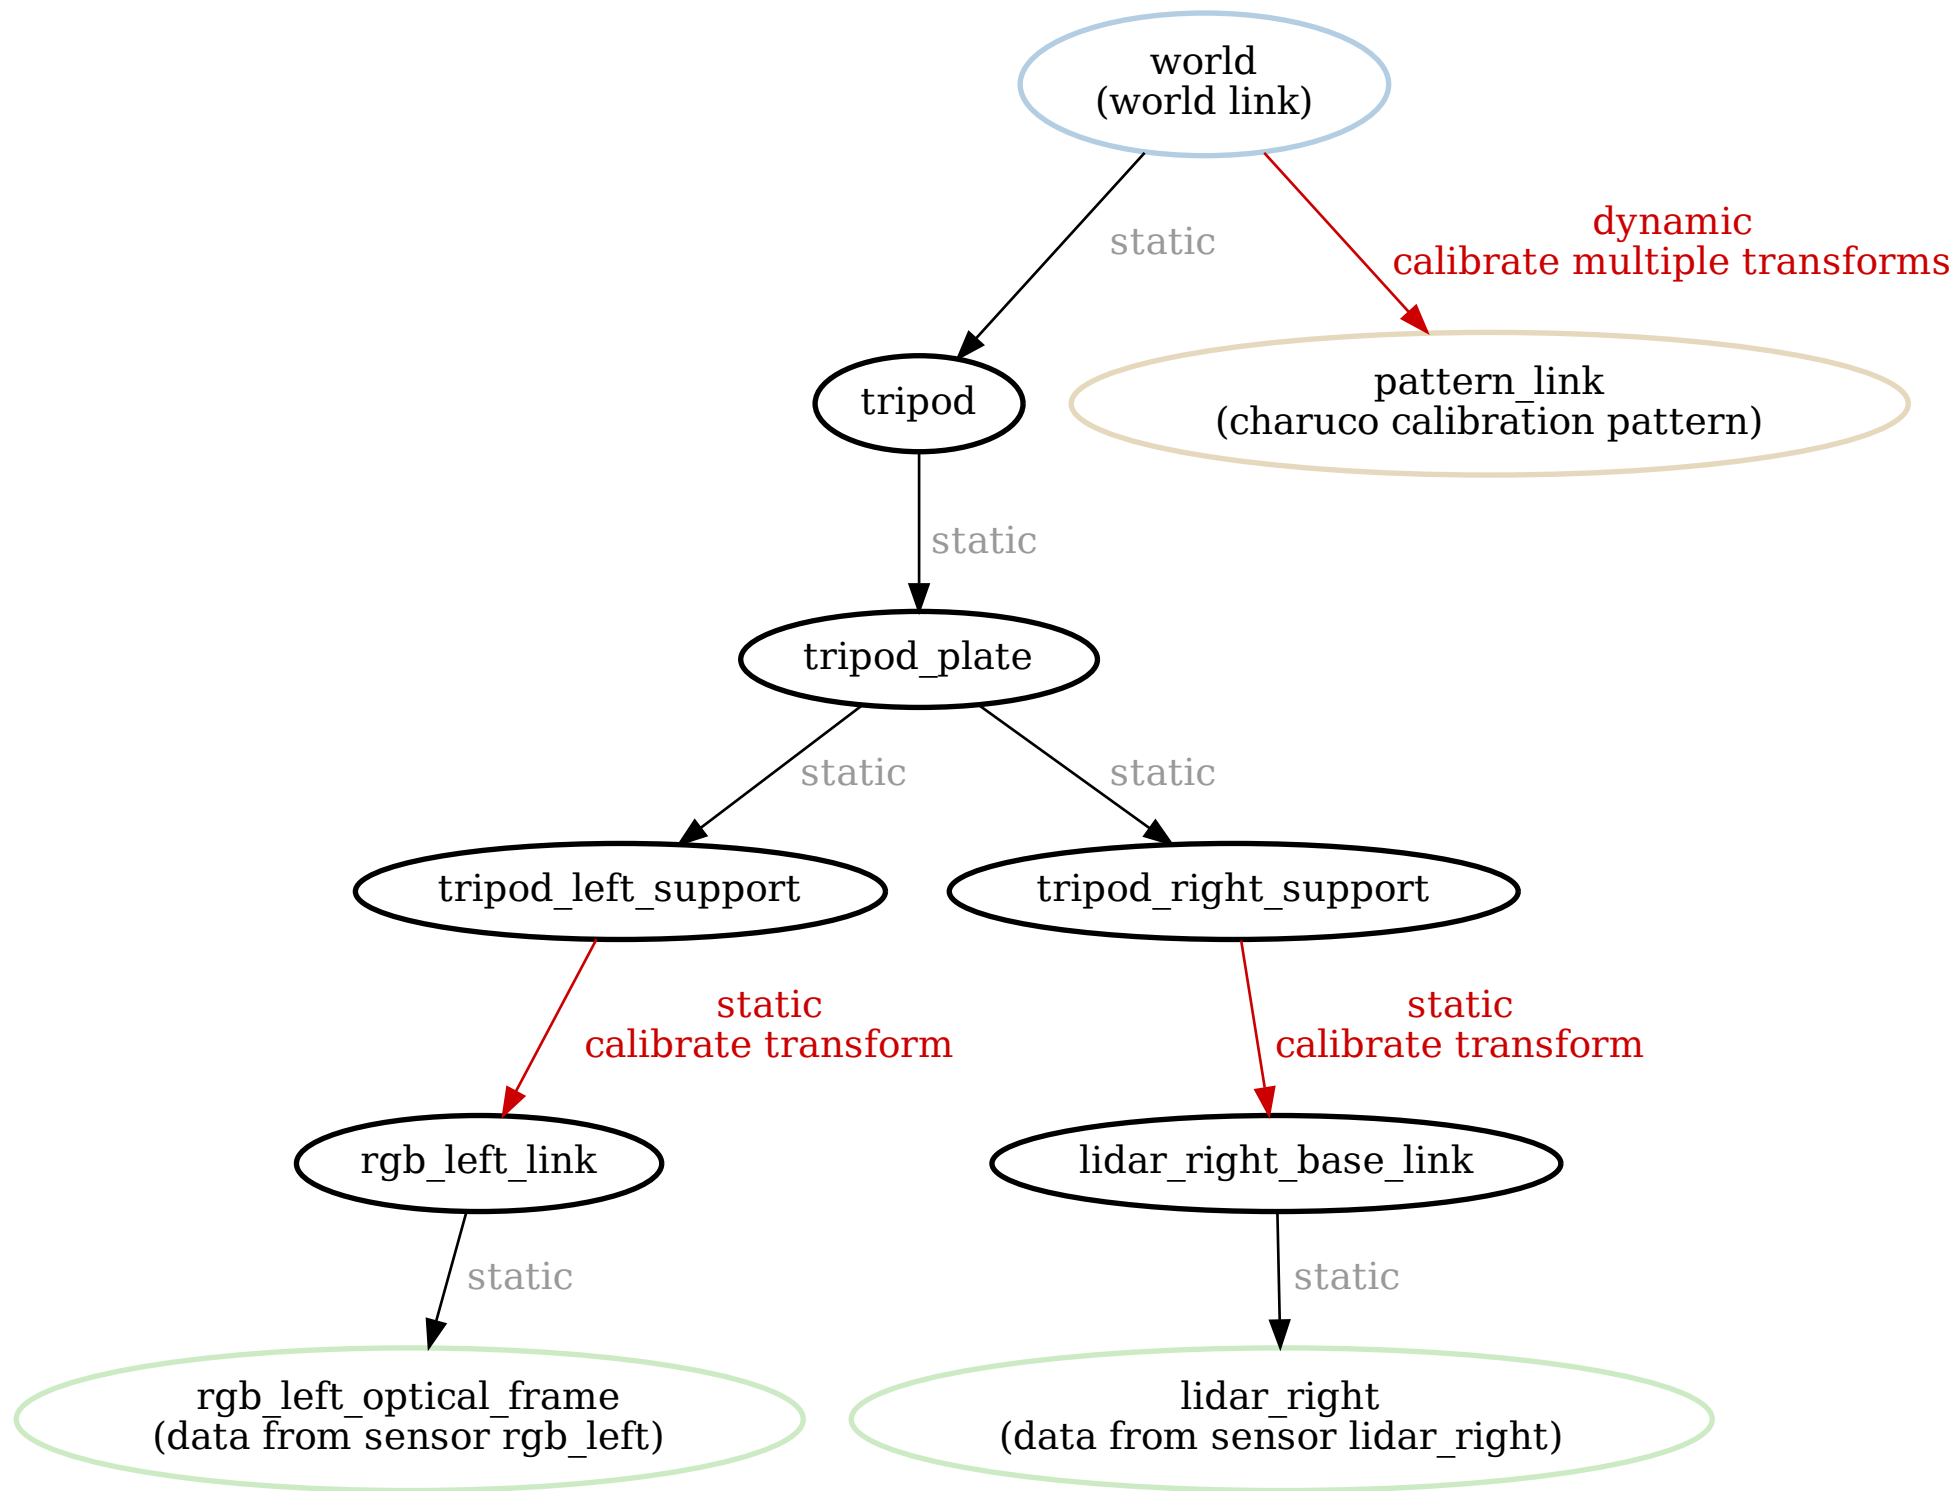 world
(world link)
static
dynamic
calibrate multiple transforms
tripod
pattern_link
(charuco calibration pattern)
static
tripod_plate
static
static
tripod_left_support
tripod_right_support
static
calibrate transform
static
calibrate transform
rgb_left_link
lidar_right_base_link
static
static
rgb_left_optical_frame
(data from sensor rgb_left)
lidar_right
(data from sensor lidar_right)